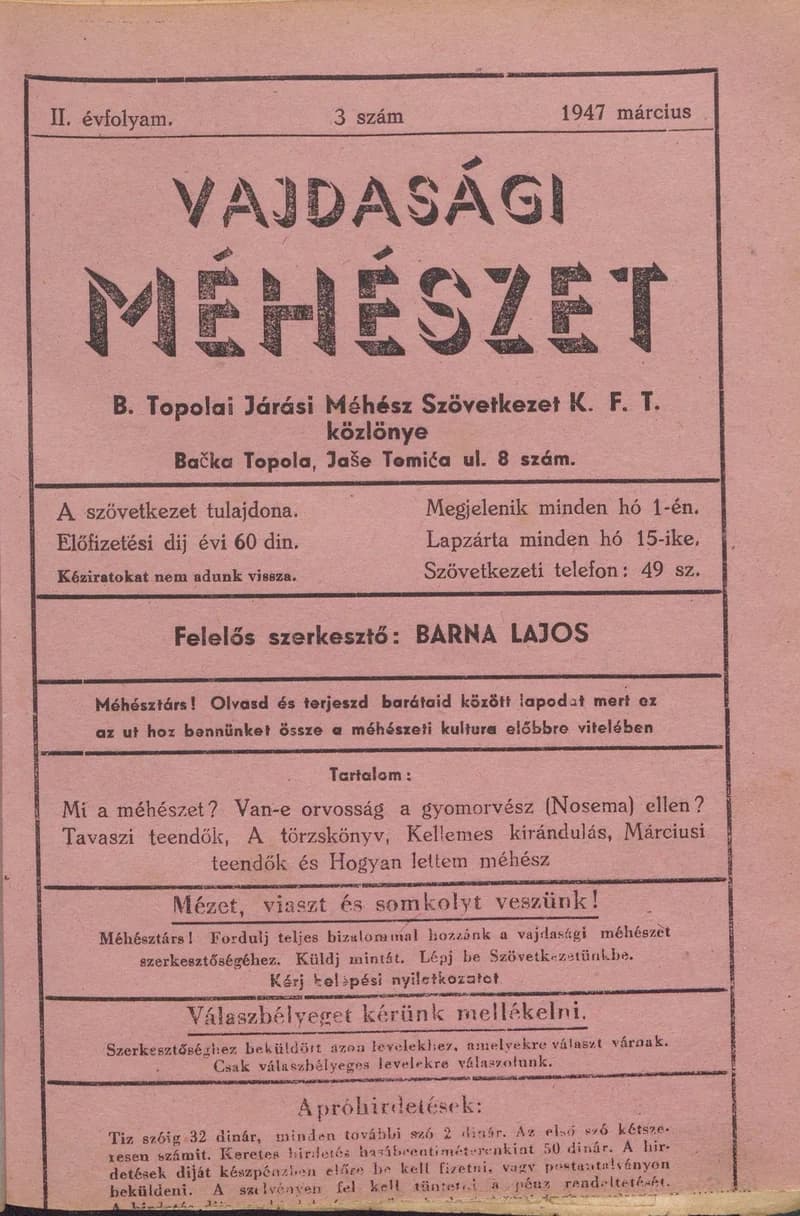 II. évfolyam. 3 szám 1947 március
VAJDASÁGI
MÉHÉSZET
B. Topolai Járási Méhész Szövetkezet K. F. T.
közlönye
Bačka Topola, Jaše Tomića ul. 8 szám.
A szövetkezet tulajdona.
Előfizetési dij évi 60 din.
Kéziratokat nem adunk vissza.
Megjelenik minden hó 1-én.
Lapzárta minden hó 15-ike.
Szövetkezeti telefon: 49 sz.
Felelős szerkesztő: BARNA LAJOS
Méhésztárs! Olvasd és terjeszd barátaid között lapodat mert ez
az ut hoz bennünket össze a méhészeti kultura előbbre vitelében
Tartalom:
Mi a méhészet? Van-e orvosság a gyomorvész (Nosema) ellen?
Tavaszi teendők, A törzskönyv, Kellemes kirándulás, Márciusi
teendők és Hogyan lettem méhész
Mézet, viaszt és somkolyt veszünk!
Méhésztárs! Fordulj teljes bizalommal hozzánk a vajdasági méhészet
szerkesztőségéhez. Küldj mintát. Lépj be Szövetkezetünkbe.
Kérj belépési nyilatkozatot
Válaszbélyeget kérünk mellékelni.
Szerkesztőséghez beküldött azon levelekhez, amelyekre választ várnak.
Csak válaszbélyeges levelekre válaszolunk.
Apróhirdetések:
Tiz szóig 32 dinár, minden további szó 2 dinár. Az első szó kétsze-
resen számit. Keretes hirdetés hasábcentiméterenkint 50 dinár. A hir-
detések diját készpénzben előre be kell fizetni, vagy postautalványon
beküldeni. A szelvényen fel kell tüntetni a pénz rendeltetését.